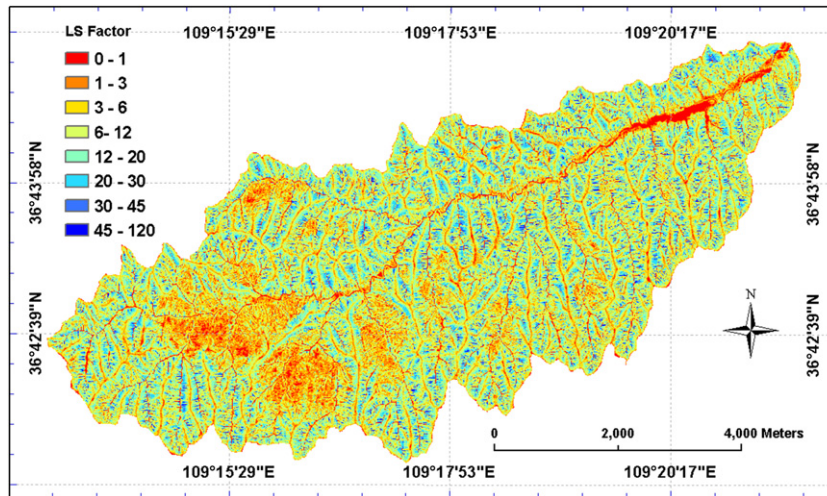 LS Factor
0 - 1
1 - 3
3 - 6
6- 12
12 - 20
20 - 30
30 - 45
45 - 120
109°15'29"E
109°17'53"E
109°20'17"E
36°43'58"N
36°43'58"N
36°42'39"N
36°42'39"N
N
0
2,000
4,000 Meters
109°15'29"E
109°17'53"E
109°20'17"E